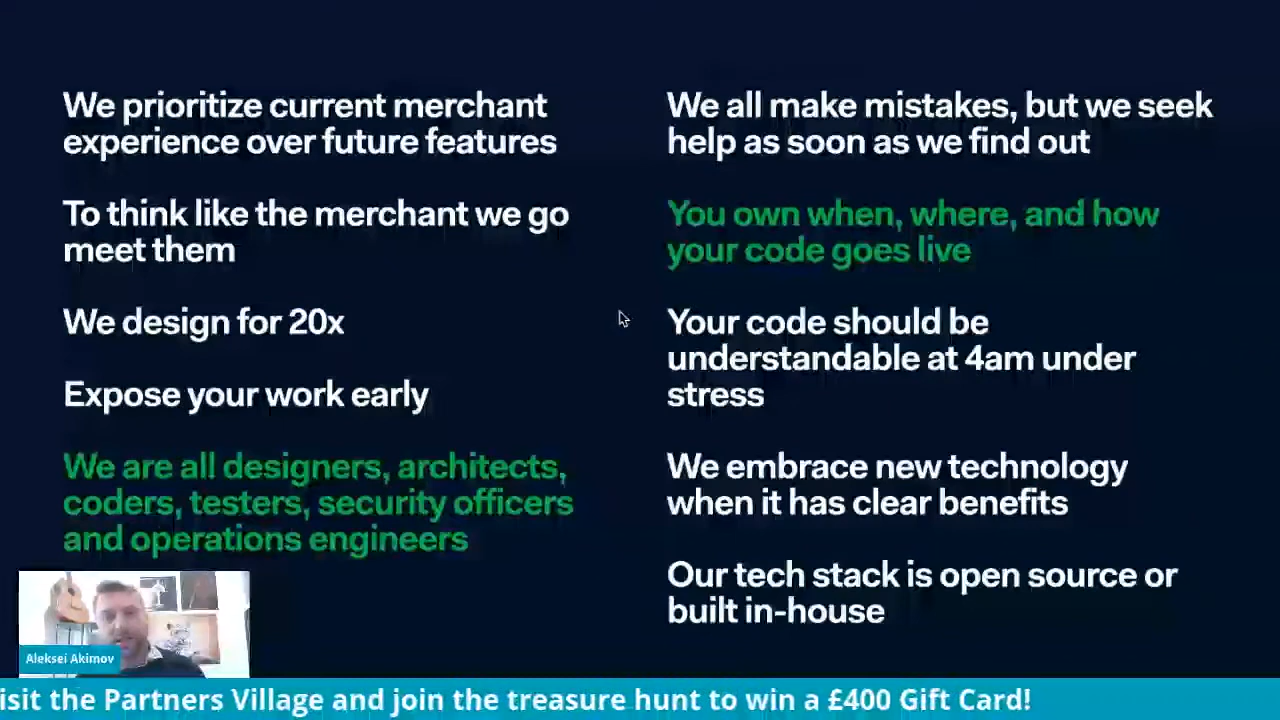 We prioritize current merchant
experience over future features
To think like the merchant we go
meet them
We design for 20x
Expose your work early
We are all designers, architects,
coders, testers, security officers
and operations engineers
We all make mistakes, but we seek
help as soon as we find out
You own when, where, and how
your code goes live
Your code should be
understandable at 4am under
stress
We embrace new technology
when it has clear benefits
Our tech stack is open source or
built in-house
Aleksei Akimov
isit the Partners Village and join the treasure hunt to win a £400 Gift Card!